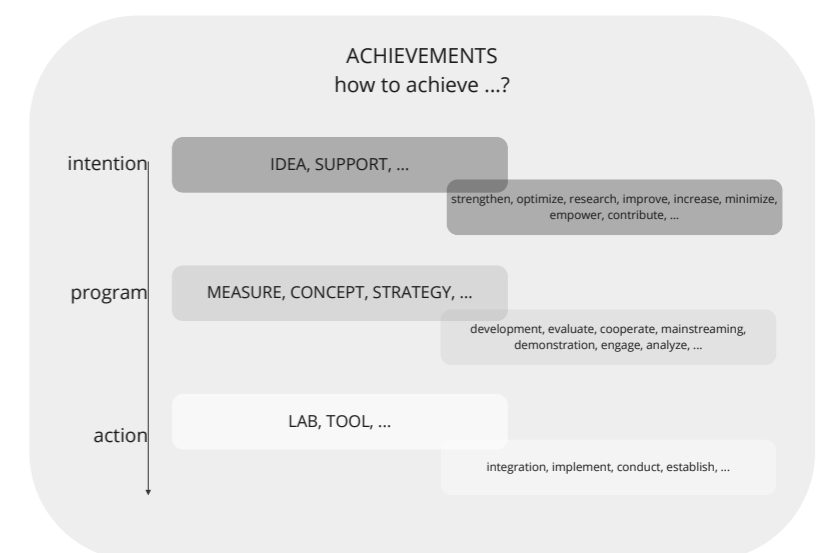 ACHIEVEMENTS
how to achieve ...?
intention
IDEA, SUPPORT, ...
strengthen, optimize, research, improve, increase, minimize,
empower, contribute, ...
program
MEASURE, CONCEPT, STRATEGY, ...
development, evaluate, cooperate, mainstreaming,
demonstration, engage, analyze, ...
action
LAB, TOOL, ...
integration, implement, conduct, establish, ...